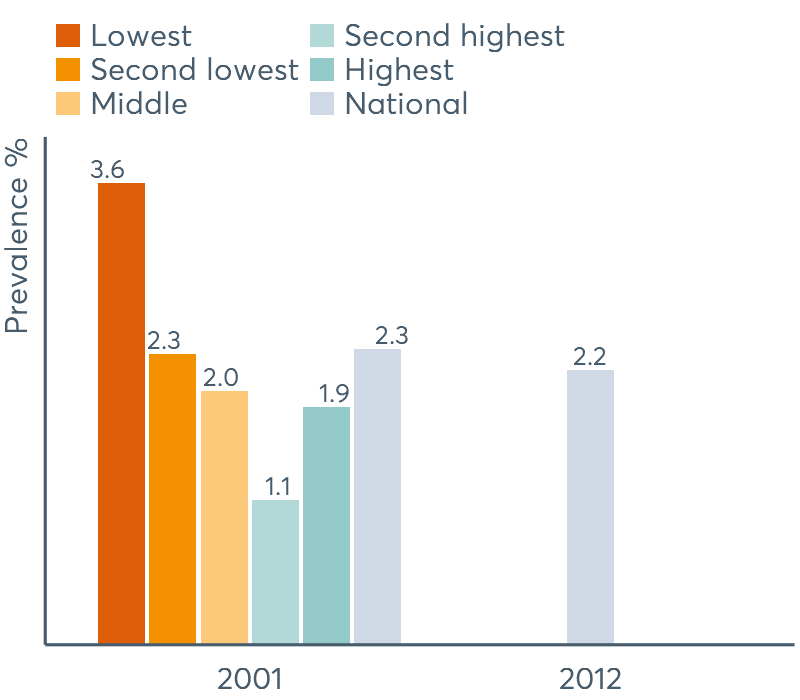 Lowest
Second lowest
Middle
Second highest
Highest
National
Prevalence %
3.6
2.3
2.0
1.1
1.9
2.3
2.2
2001
2012